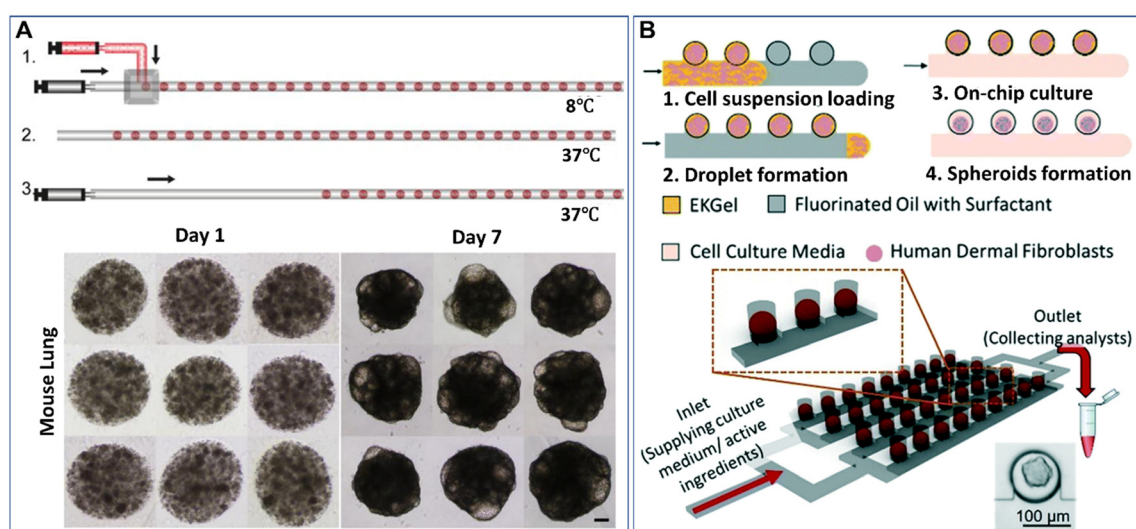 A
1.
8°C
2.
37°C
3.
37°C
Day 1
Day 7
Mouse Lung
B
1. Cell suspension loading
3. On-chip culture
2. Droplet formation
4. Spheroids formation
EKGel
Fluorinated Oil with Surfactant
Cell Culture Media
Human Dermal Fibroblasts
Outlet
(Collecting analysts)
Inlet
(Supplying culture
medium/ active
ingredients)
100 µm